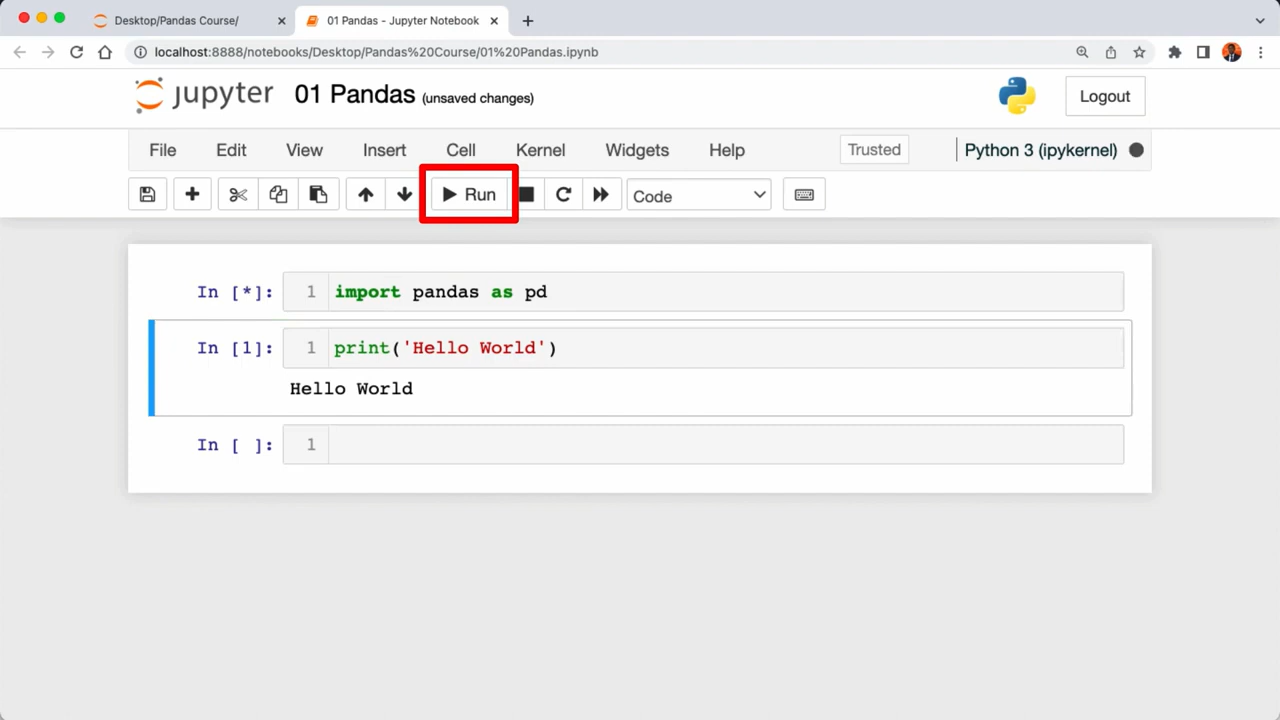 Desktop/Pandas Course/
01 Pandas - Jupyter Notebook
localhost:8888/notebooks/Desktop/Pandas%20Course/01%20Pandas.ipynb
jupyter 01 Pandas (unsaved changes)
Logout
File Edit View Insert Cell Kernel Widgets Help Trusted Python 3 (ipykernel)
Run Code
In [*]: 1 import pandas as pd
In [1]: 1 print('Hello World')
Hello World
In [ ]: 1